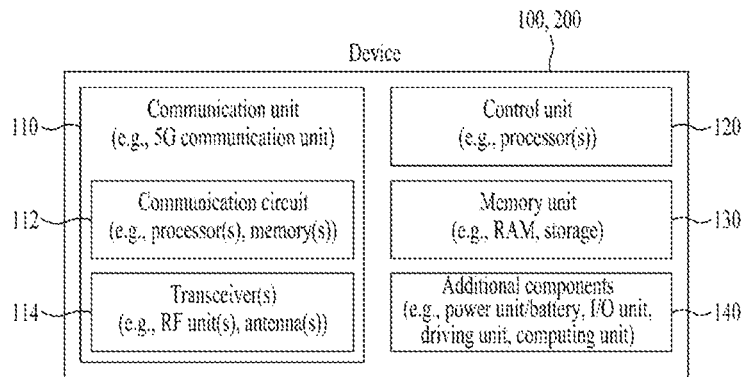 100, 200
Device
110
Communication unit
(e.g., 5G communication unit)
112
Communication circuit
(e.g., processor(s), memory(s))
114
Transceiver(s)
(e.g., RF unit(s), antenna(s))
Control unit
(e.g., processor(s))
120
Memory unit
(e.g., RAM, storage)
130
Additional components
(e.g., power unit/battery, I/O unit,
driving unit, computing unit)
140